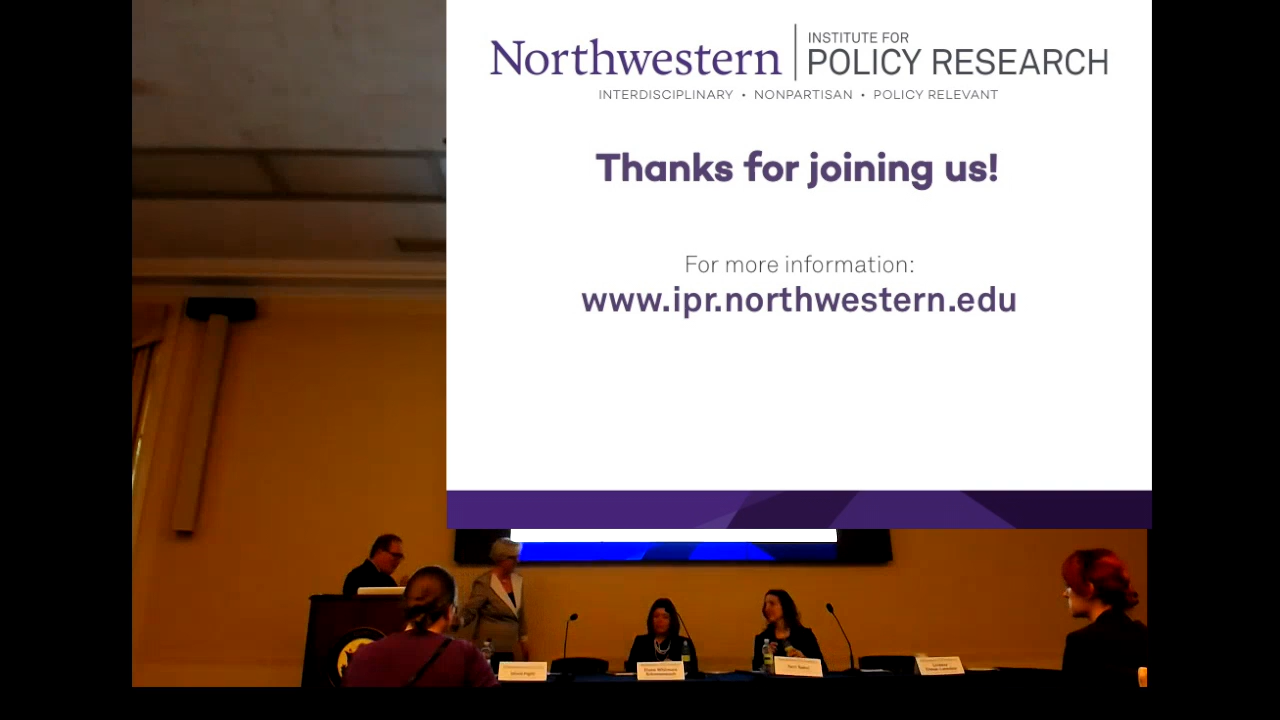 Northwestern
INSTITUTE FOR
POLICY RESEARCH
INTERDISCIPLINARY • NONPARTISAN • POLICY RELEVANT
Thanks for joining us!
For more information:
www.ipr.northwestern.edu